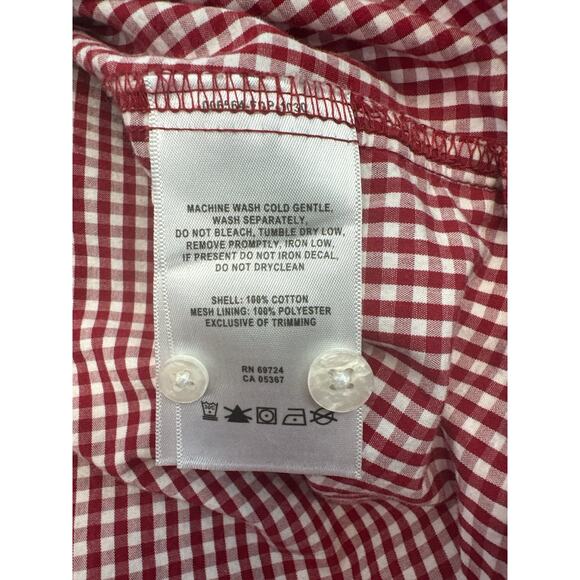 MACHINE WASH COLD GENTLE,
WASH SEPARATELY,
DO NOT BLEACH, TUMBLE DRY LOW,
REMOVE PROMPTLY, IRON LOW,
IF PRESENT DO NOT IRON DECAL,
DO NOT DRYCLEAN
SHELL: 100% COTTON
MESH LINING: 100% POLYESTER
EXCLUSIVE OF TRIMMING
RN 69724
CA 05367